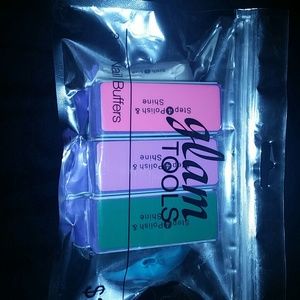 Nail Buffers
Step 4 Polish &
Shine
glam
TOOLS
Step 4 Polish &
Shine
Step 4 Polish &
Shine